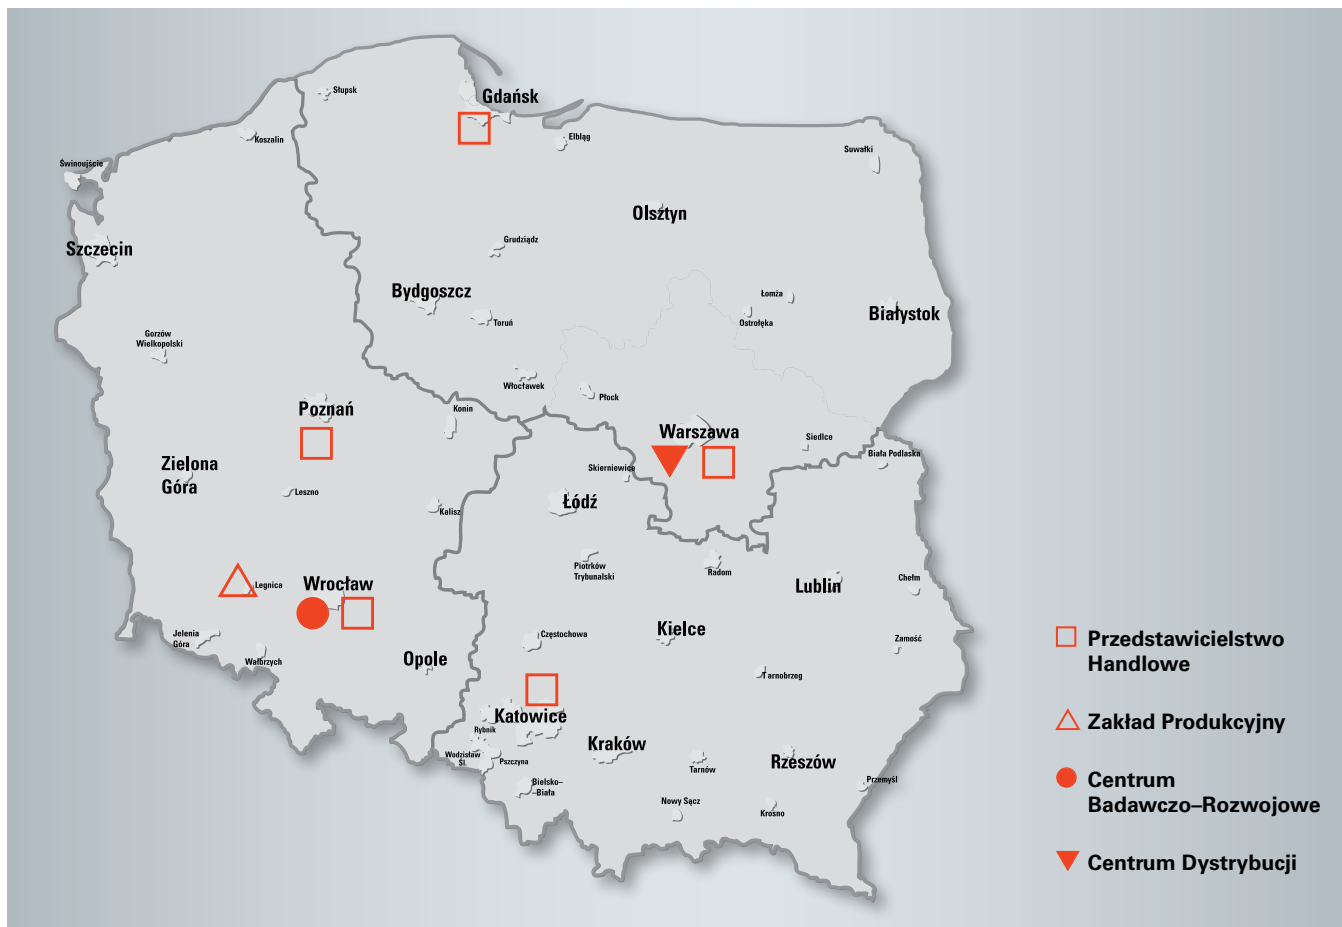 Słupsk
Gdańsk
Koszalin
Elbląg
Suwałki
Świnoujście
Olsztyn
Szczecin
Grudziądz
Bydgoszcz
Łomża
Ostrołęka
Białystok
Toruń
Gorzów
Wielkopolski
Włocławek
Płock
Poznań
Konin
Warszawa
Siedlce
Biała Podlaska
Zielona
Góra
Skierniewice
Leszno
Łódź
Kalisz
Piotrków
Trybunalski
Radom
Legnica
Wrocław
Lublin
Chełm
Jelenia
Góra
Częstochowa
Kielce
Zamość
Wałbrzych
Opole
Tarnobrzeg
Katowice
Rybnik
Kraków
Wodzisław
Śl.
Pszczyna
Tarnów
Rzeszów
Przemyśl
Bielsko–
–Biała
Nowy Sącz
Krosno
Przedstawicielstwo
Handlowe
Zakład Produkcyjny
Centrum
Badawczo–Rozwojowe
Centrum Dystrybucji